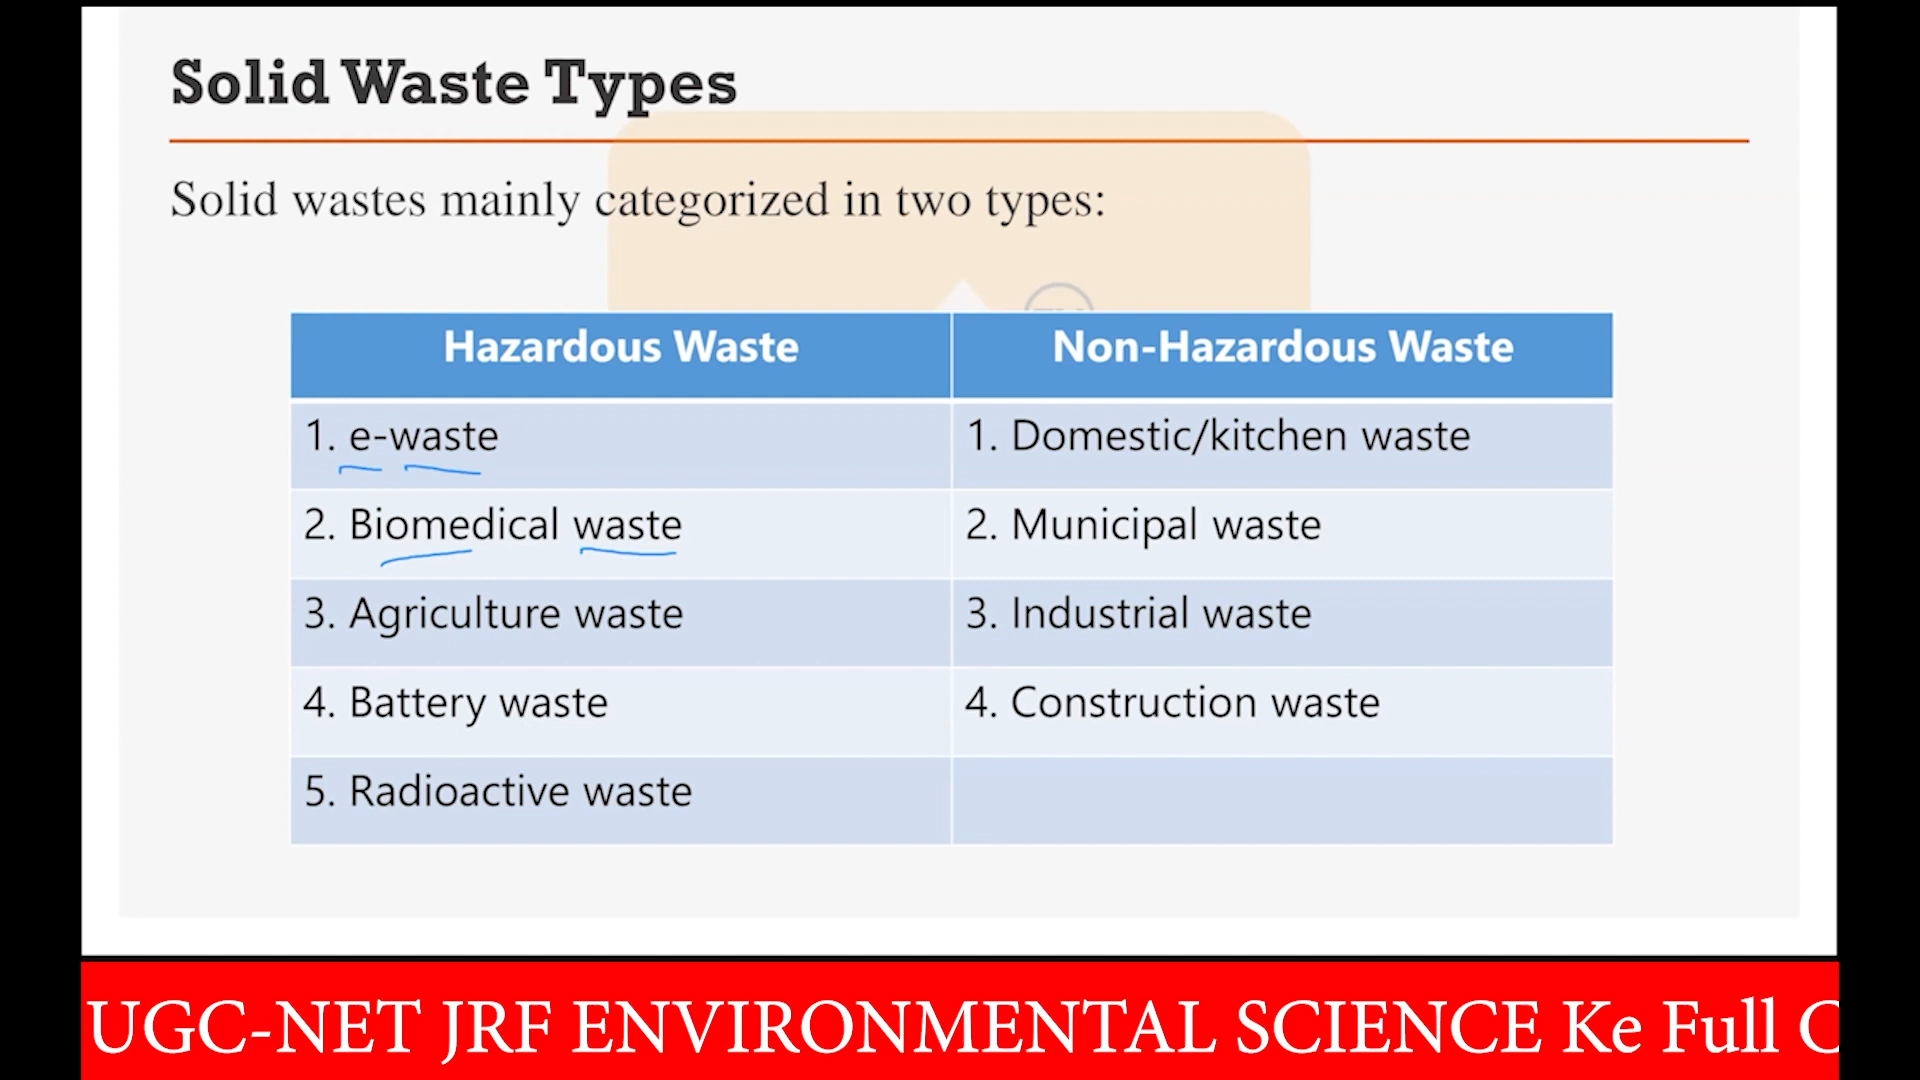 Solid Waste Types
Solid wastes mainly categorized in two types:
Hazardous Waste
Non-Hazardous Waste
1. e-waste
1. Domestic/kitchen waste
2. Biomedical waste
2. Municipal waste
3. Agriculture waste
3. Industrial waste
4. Battery waste
4. Construction waste
5. Radioactive waste
UGC-NET JRF ENVIRONMENTAL SCIENCE Ke Full